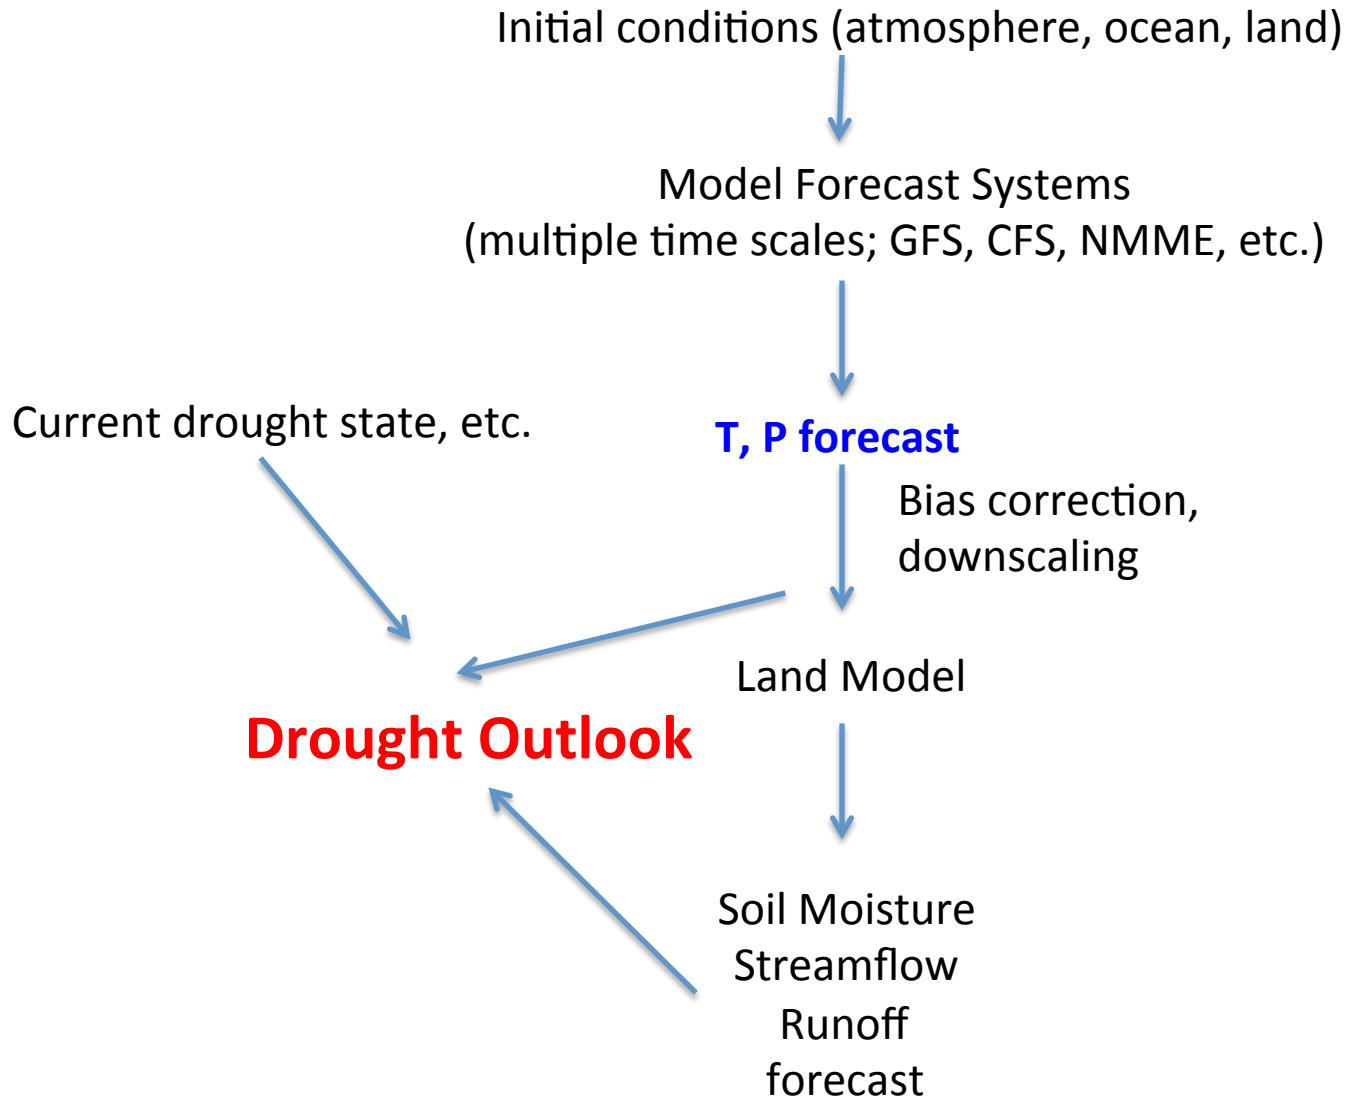 Initial conditions (atmosphere, ocean, land)
Model Forecast Systems
(multiple time scales; GFS, CFS, NMME, etc.)
Current drought state, etc.
T, P forecast
Bias correction,
downscaling
Land Model
Drought Outlook
Soil Moisture
Streamflow
Runoff
forecast